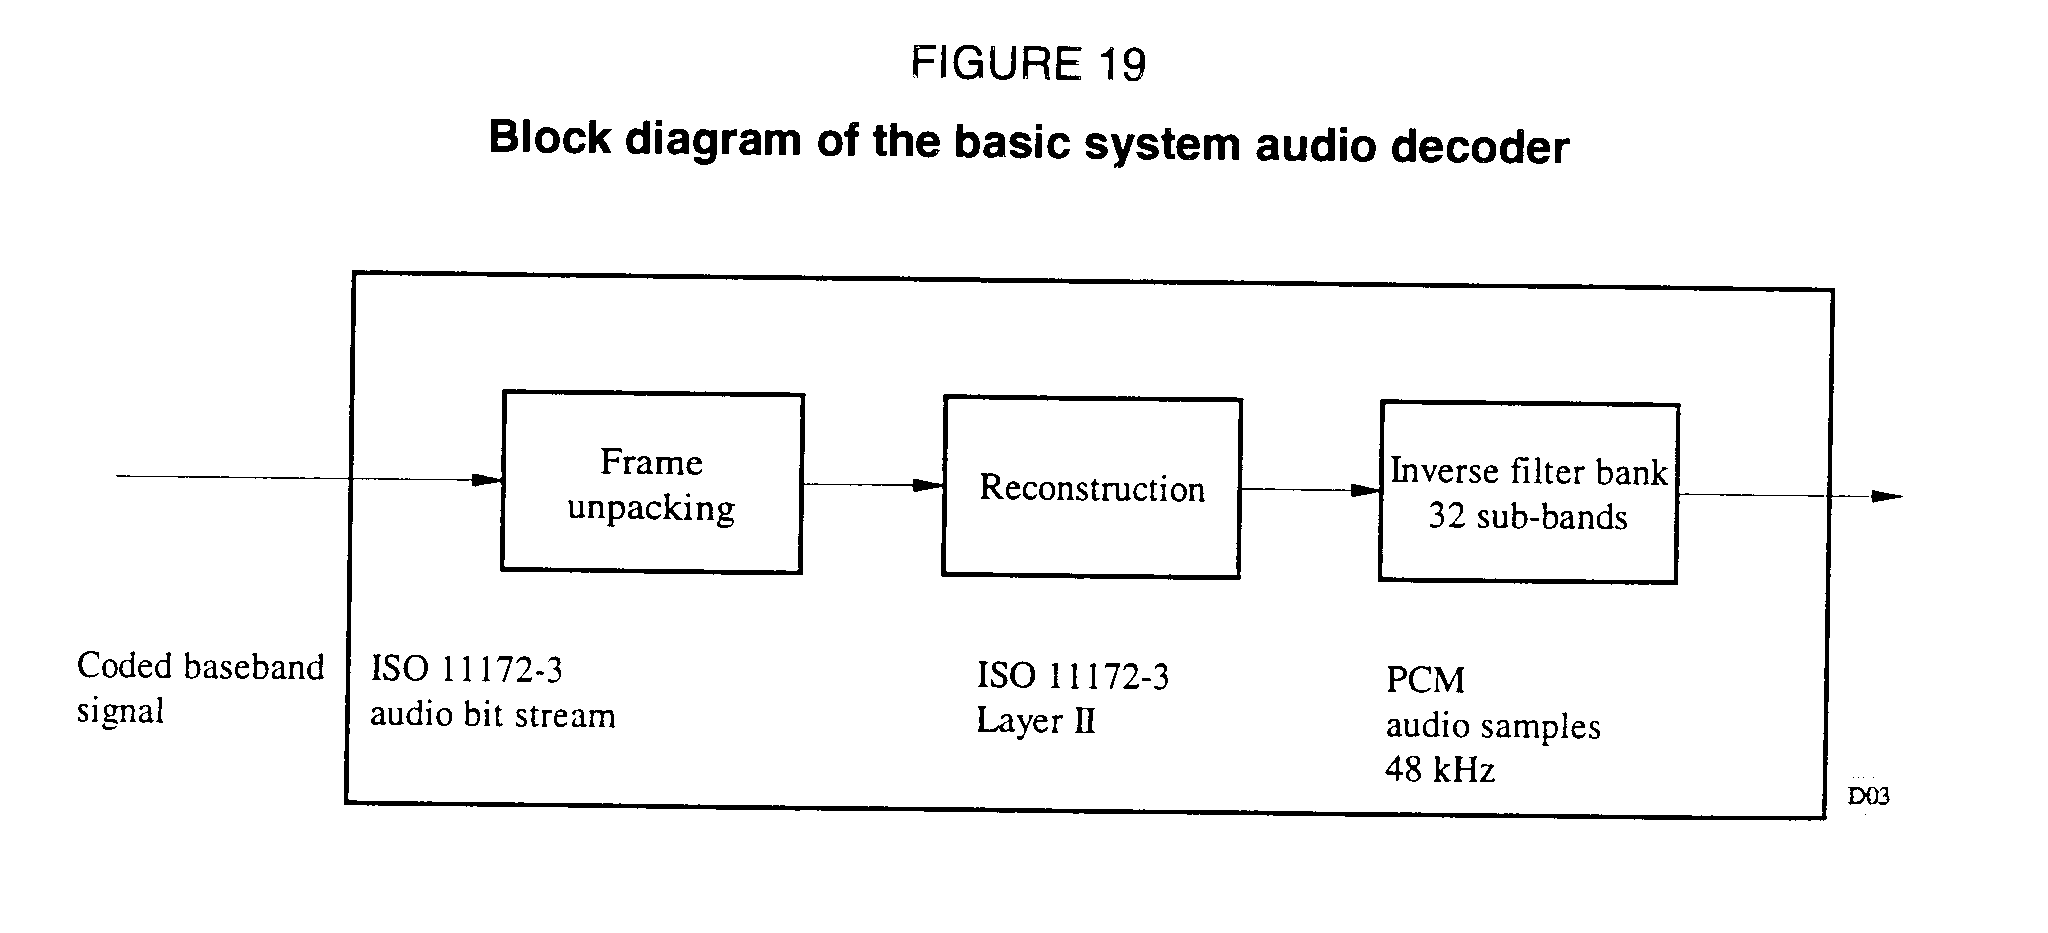 FIGURE 19
Block diagram of the basic system audio decoder
Frame
unpacking
Reconstruction
Inverse filter bank
32 sub-bands
Coded baseband
signal
ISO 11172-3
audio bit stream
ISO 11172-3
Layer II
PCM
audio samples
48 kHz
D03